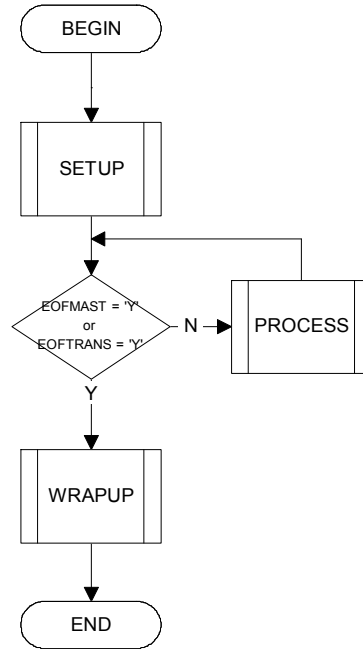 BEGIN
SETUP
EOFMAST = 'Y'
or
EOFTRANS = 'Y'
N
PROCESS
Y
WRAPUP
END